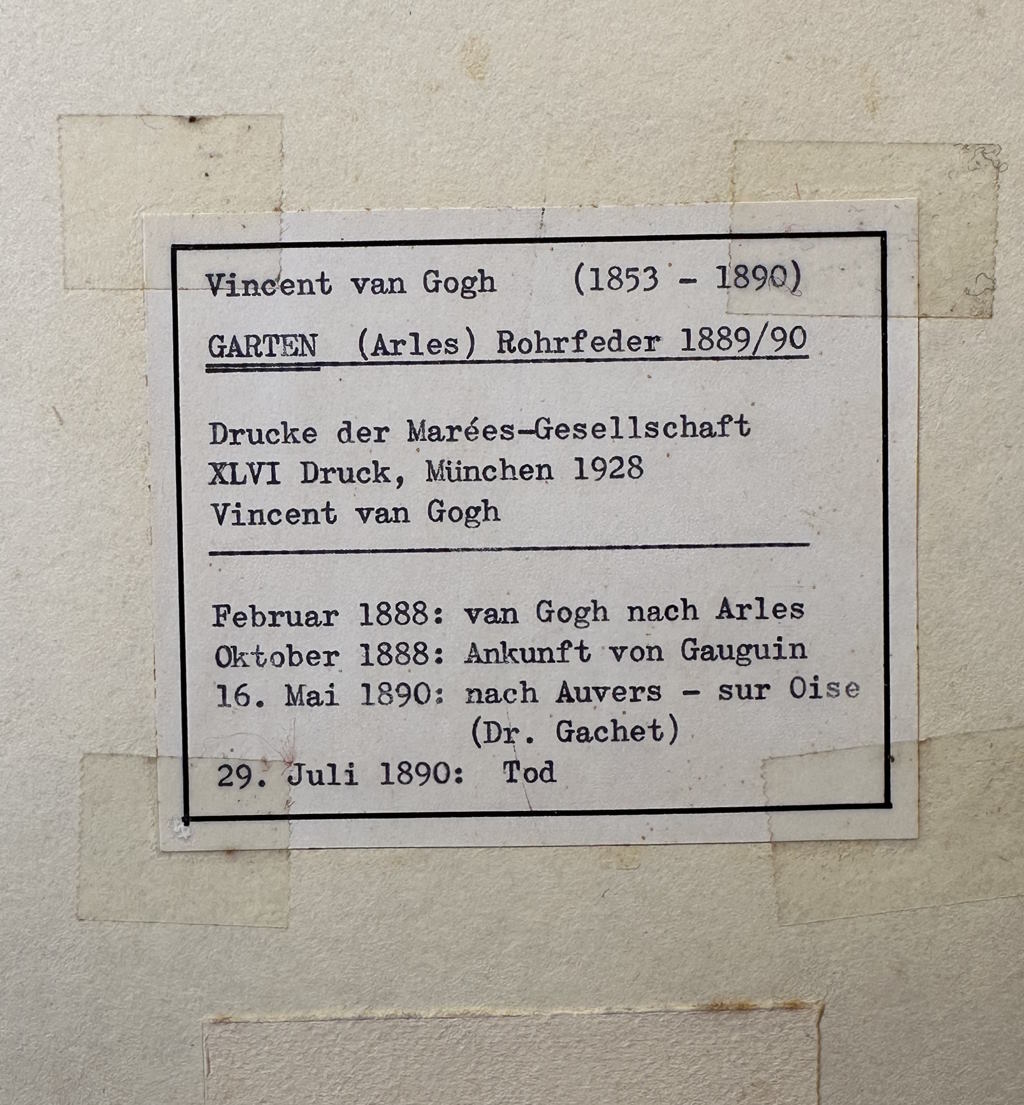 Vincent van Gogh (1853 - 1890)
GARTEN (Arles) Rohrfeder 1889/90
Drucke der Marées-Gesellschaft
XLVI Druck, München 1928
Vincent van Gogh
Februar 1888: van Gogh nach Arles
Oktober 1888: Ankunft von Gauguin
16. Mai 1890: nach Auvers - sur Oise
(Dr. Gachet)
29. Juli 1890: Tod